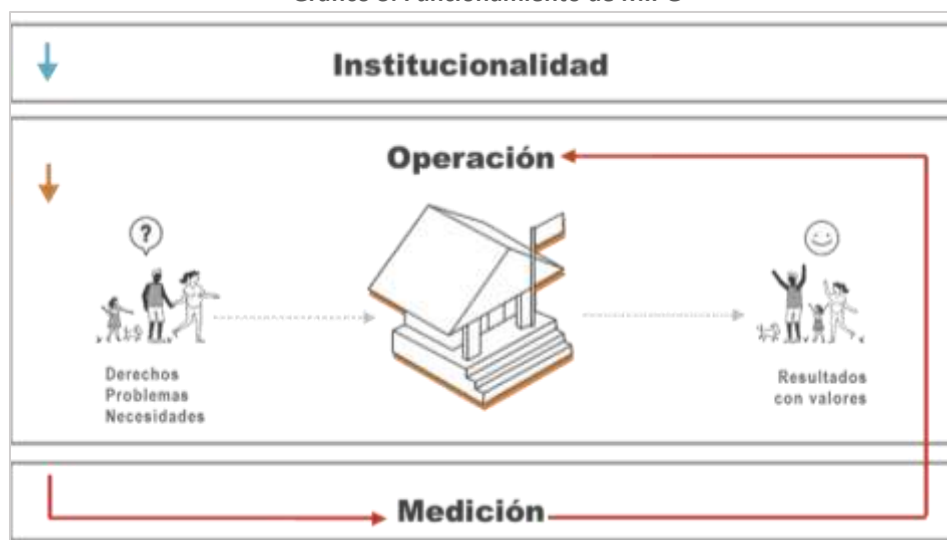 Institucionalidad
Operación
?
Derechos
Problemas
Necesidades
Resultados
con valores
Medición